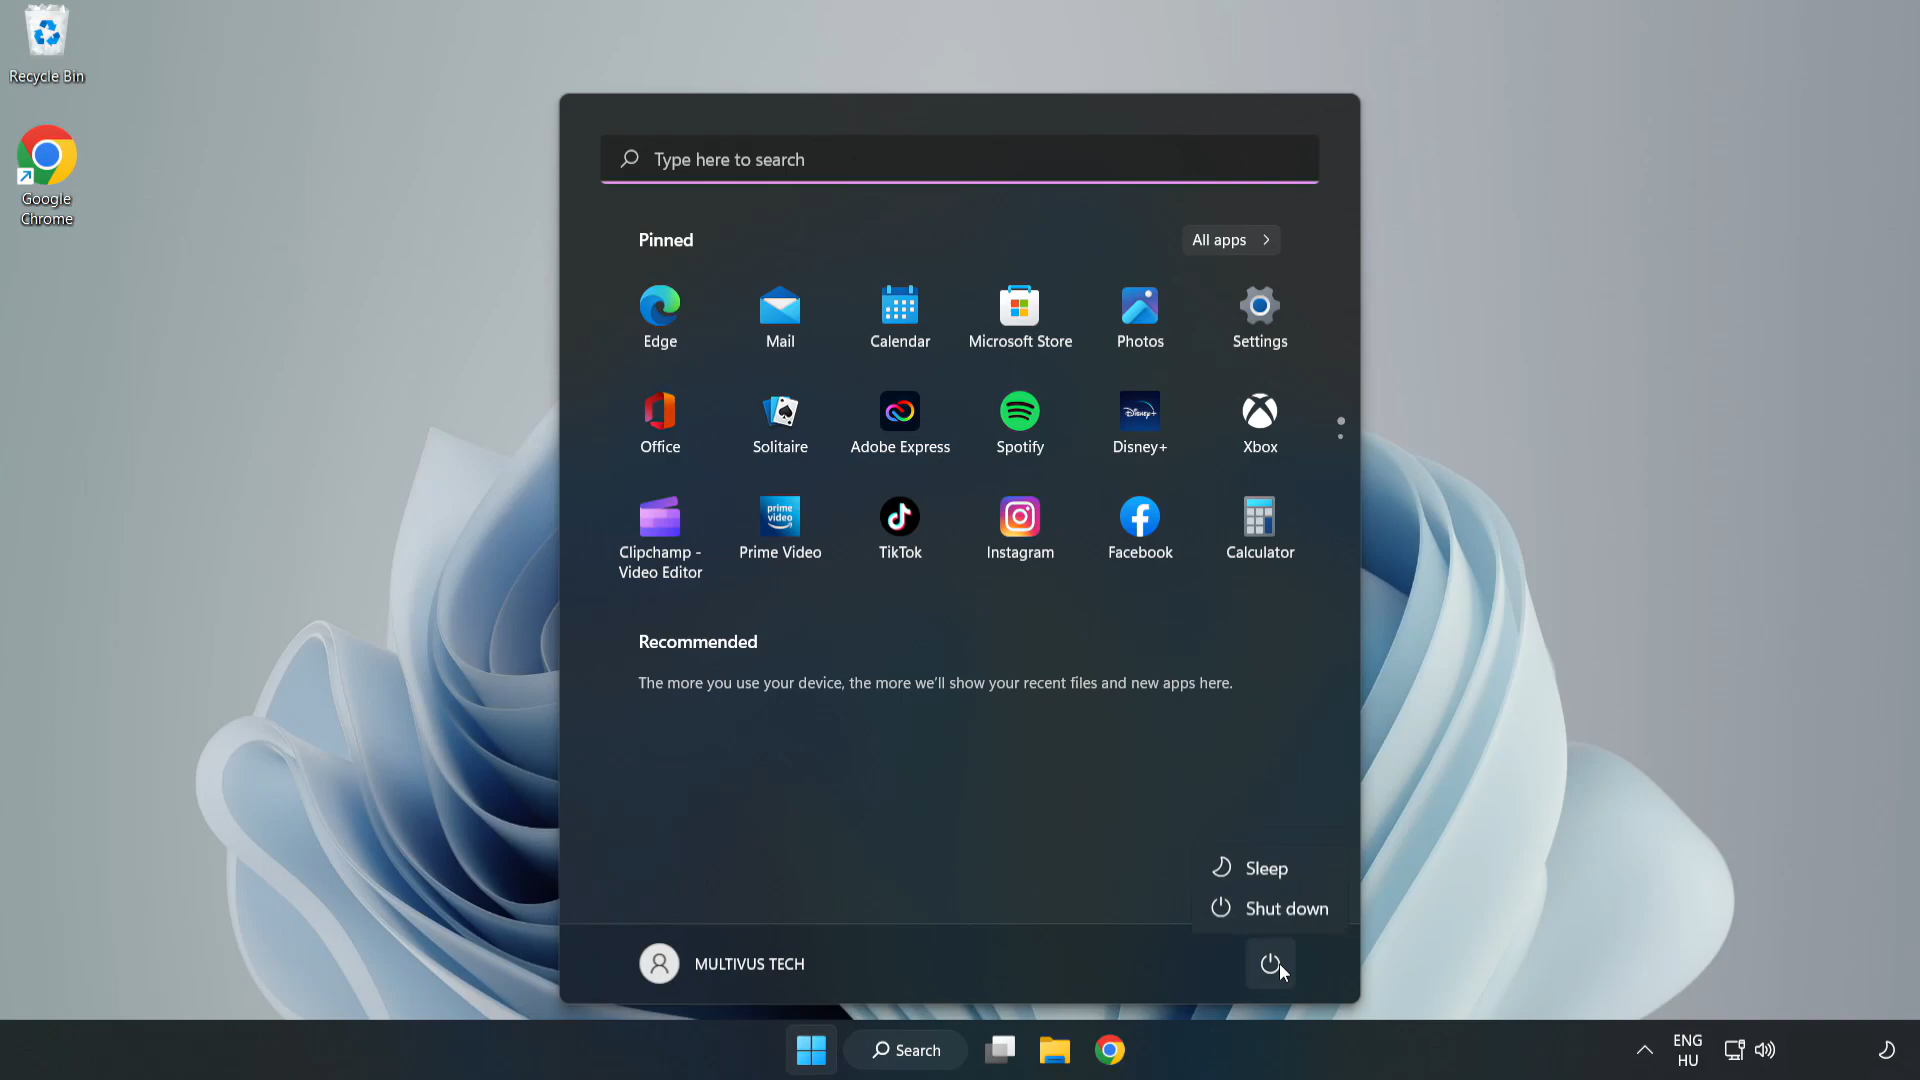 Recycle Bin
Google
Chrome
Type here to search
Pinned
All apps
Edge
Mail
Calendar
Microsoft Store
Photos
Settings
Office
Solitaire
Adobe Express
Spotify
Disney+
Disney+
Xbox
Clipchamp -
Video Editor
prime
video
Prime Video
TikTok
Instagram
Facebook
Calculator
Recommended
The more you use your device, the more we'll show your recent files and new apps here.
Sleep
Shut down
MULTIVUS TECH
Search
ENG
HU